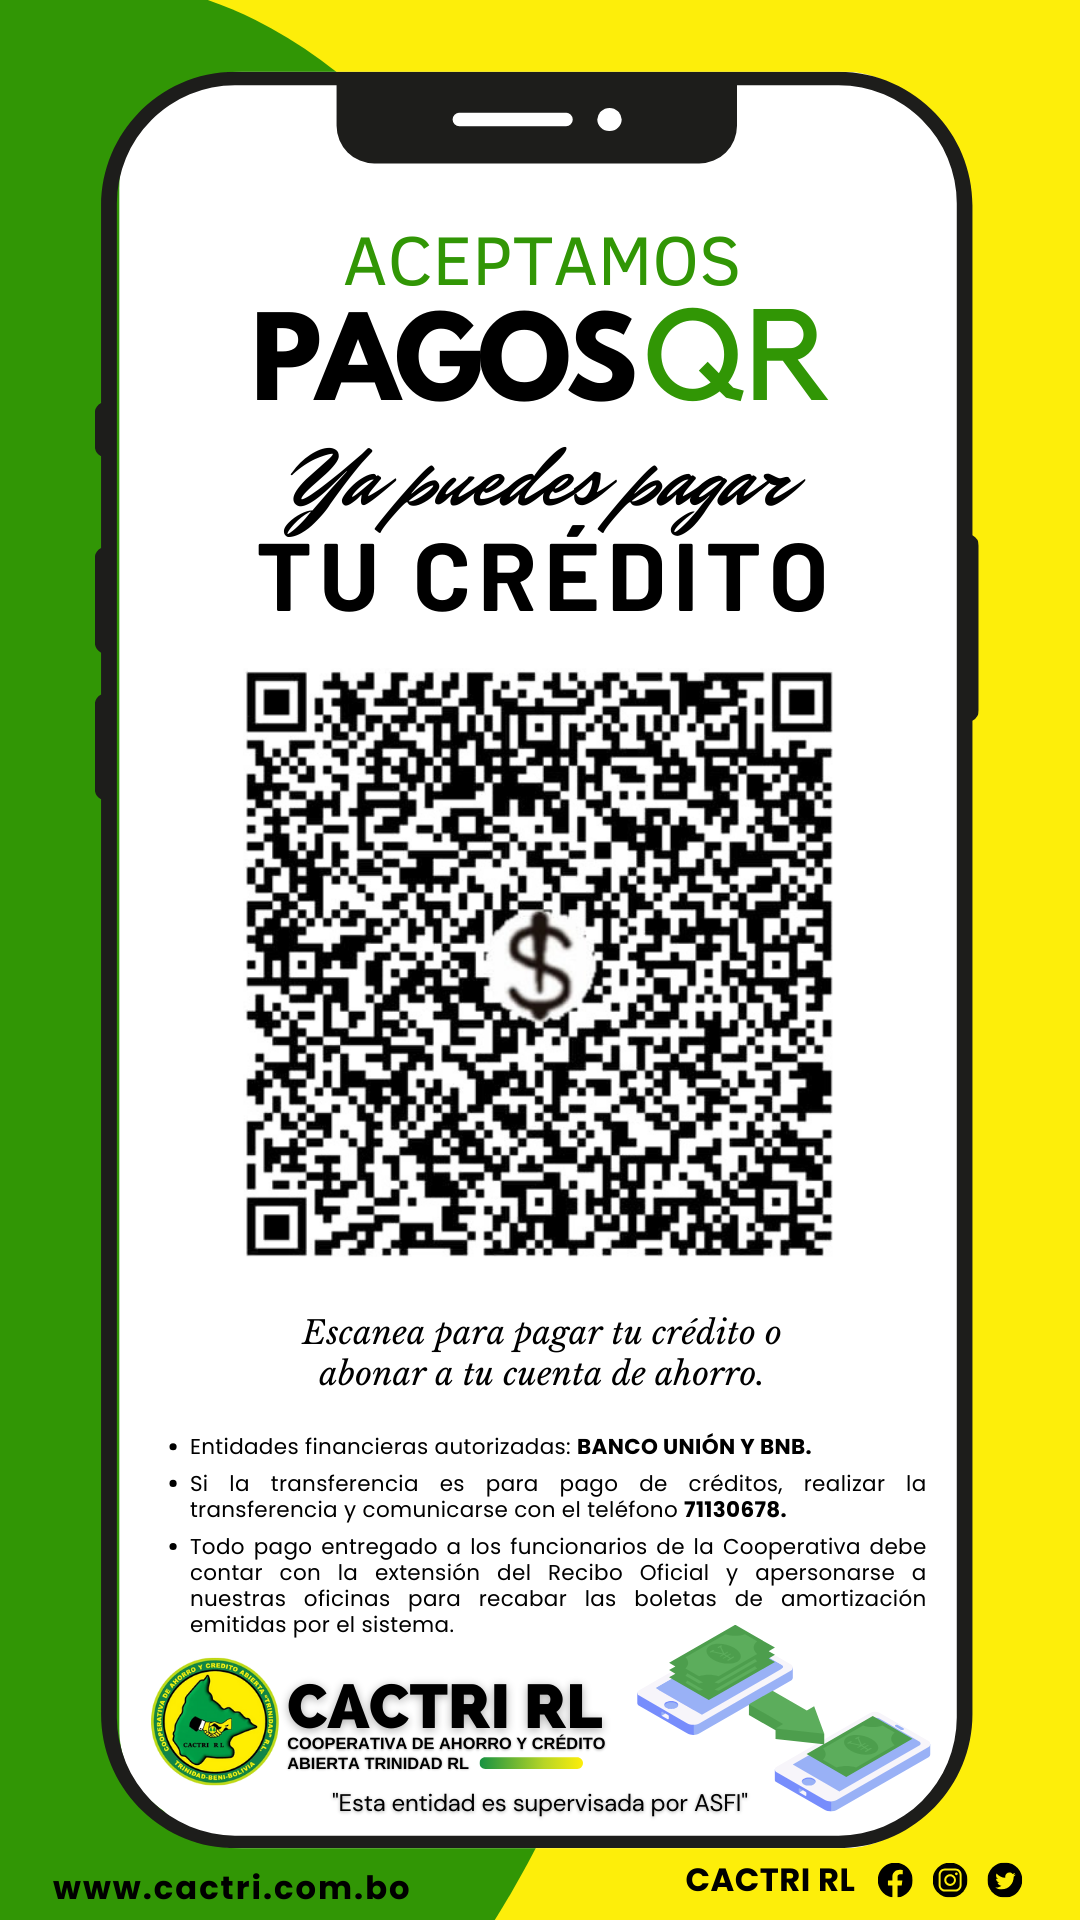 ACEPTAMOS
PAGOS QR
Ya puedes pagar
TU CRÉDITO
$
Escanea para pagar tu crédito o
abonar a tu cuenta de ahorro.
• Entidades financieras autorizadas: BANCO UNIÓN Y BNB.
• Si la transferencia es para pago de créditos, realizar la
transferencia y comunicarse con el teléfono 71130678.
• Todo pago entregado a los funcionarios de la Cooperativa debe
contar con la extensión del Recibo Oficial y apersonarse a
nuestras oficinas para recabar las boletas de amortización
emitidas por el sistema.
COOPERATIVA DE AHORRO Y CREDITO ABIERTA "TRINIDAD" R.L.
CACTRI R L
TRINIDAD-BENI-BOLIVIA
CACTRI RL
COOPERATIVA DE AHORRO Y CRÉDITO
ABIERTA TRINIDAD RL
"Esta entidad es supervisada por ASFI"
www.cactri.com.bo
CACTRI RL